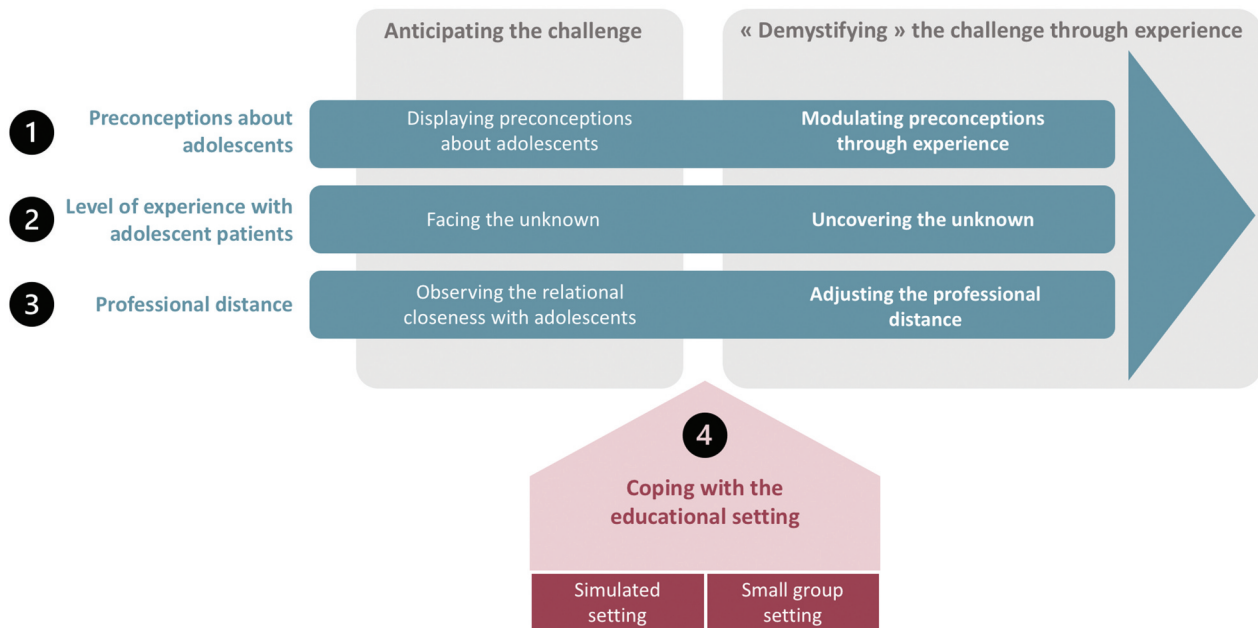 Anticipating the challenge
« Demystifying » the challenge through experience
1
Preconceptions about
adolescents
Displaying preconceptions
about adolescents
Modulating preconceptions
through experience
2
Level of experience with
adolescent patients
Facing the unknown
Uncovering the unknown
3
Professional distance
Observing the relational
closeness with adolescents
Adjusting the professional
distance
4
Coping with the
educational setting
Simulated
setting
Small group
setting